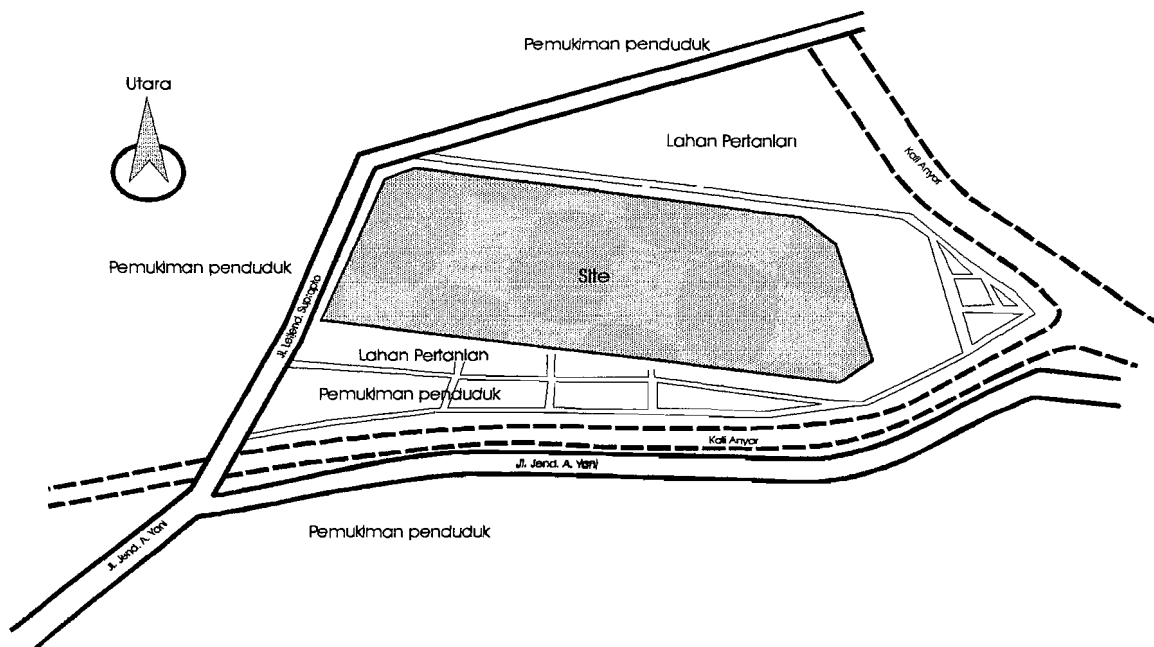 Pemukiman penduduk
Utara
Lahan Pertanian
Kali Anyar
Pemukiman penduduk
Site
Jl. Letjend. Suprapto
Lahan Pertanian
Pemukiman penduduk
Kali Anyar
Jl. Jend. A. Yani
Jl. Jend. A. Yani
Pemukiman penduduk